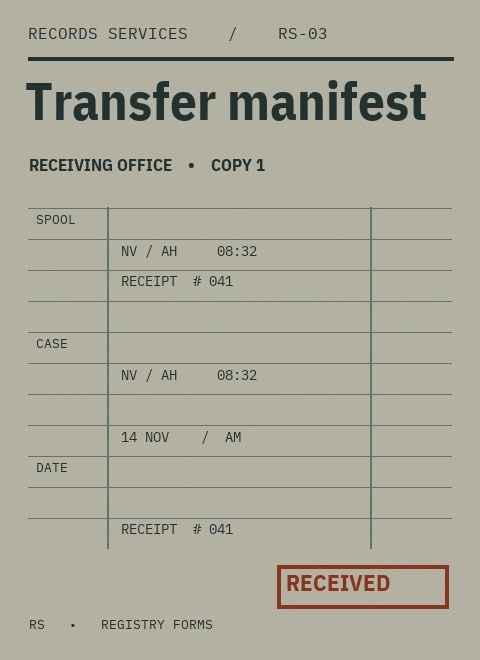 RECORDS SERVICES / RS-03
Transfer manifest
RECEIVING OFFICE • COPY 1
SPOOL
NV / AH 08:32
RECEIPT # 041
CASE
NV / AH 08:32
14 NOV / AM
DATE
RECEIPT # 041
RECEIVED
RS • REGISTRY FORMS